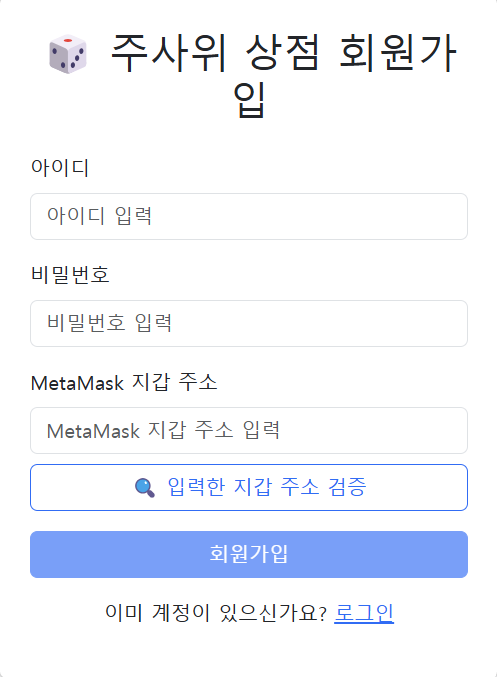 🎲 주사위 상점 회원가
입
아이디
아이디 입력
비밀번호
비밀번호 입력
MetaMask 지갑 주소
MetaMask 지갑 주소 입력
🔍 입력한 지갑 주소 검증
회원가입
이미 계정이 있으신가요? 로그인